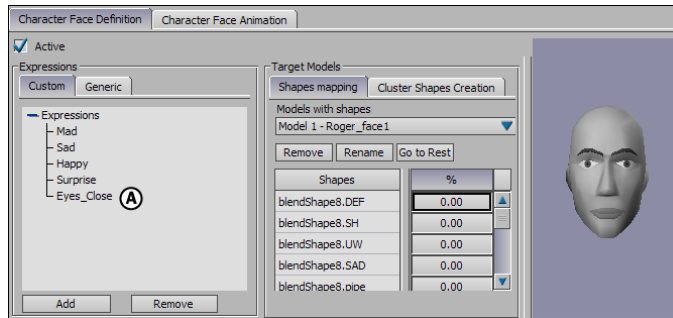 Character Face Definition
Character Face Animation
Active
Expressions
Custom
Generic
Expressions
Mad
Sad
Happy
Surprise
Eyes_Close
A
Add
Remove
Target Models
Shapes mapping
Cluster Shapes Creation
Models with shapes
Model 1 - Roger_face1
Remove
Rename
Go to Rest
Shapes
%
blendShape8.DEF
0.00
blendShape8.SH
0.00
blendShape8.UW
0.00
blendShape8.SAD
0.00
blendShape8.pipe
0.00